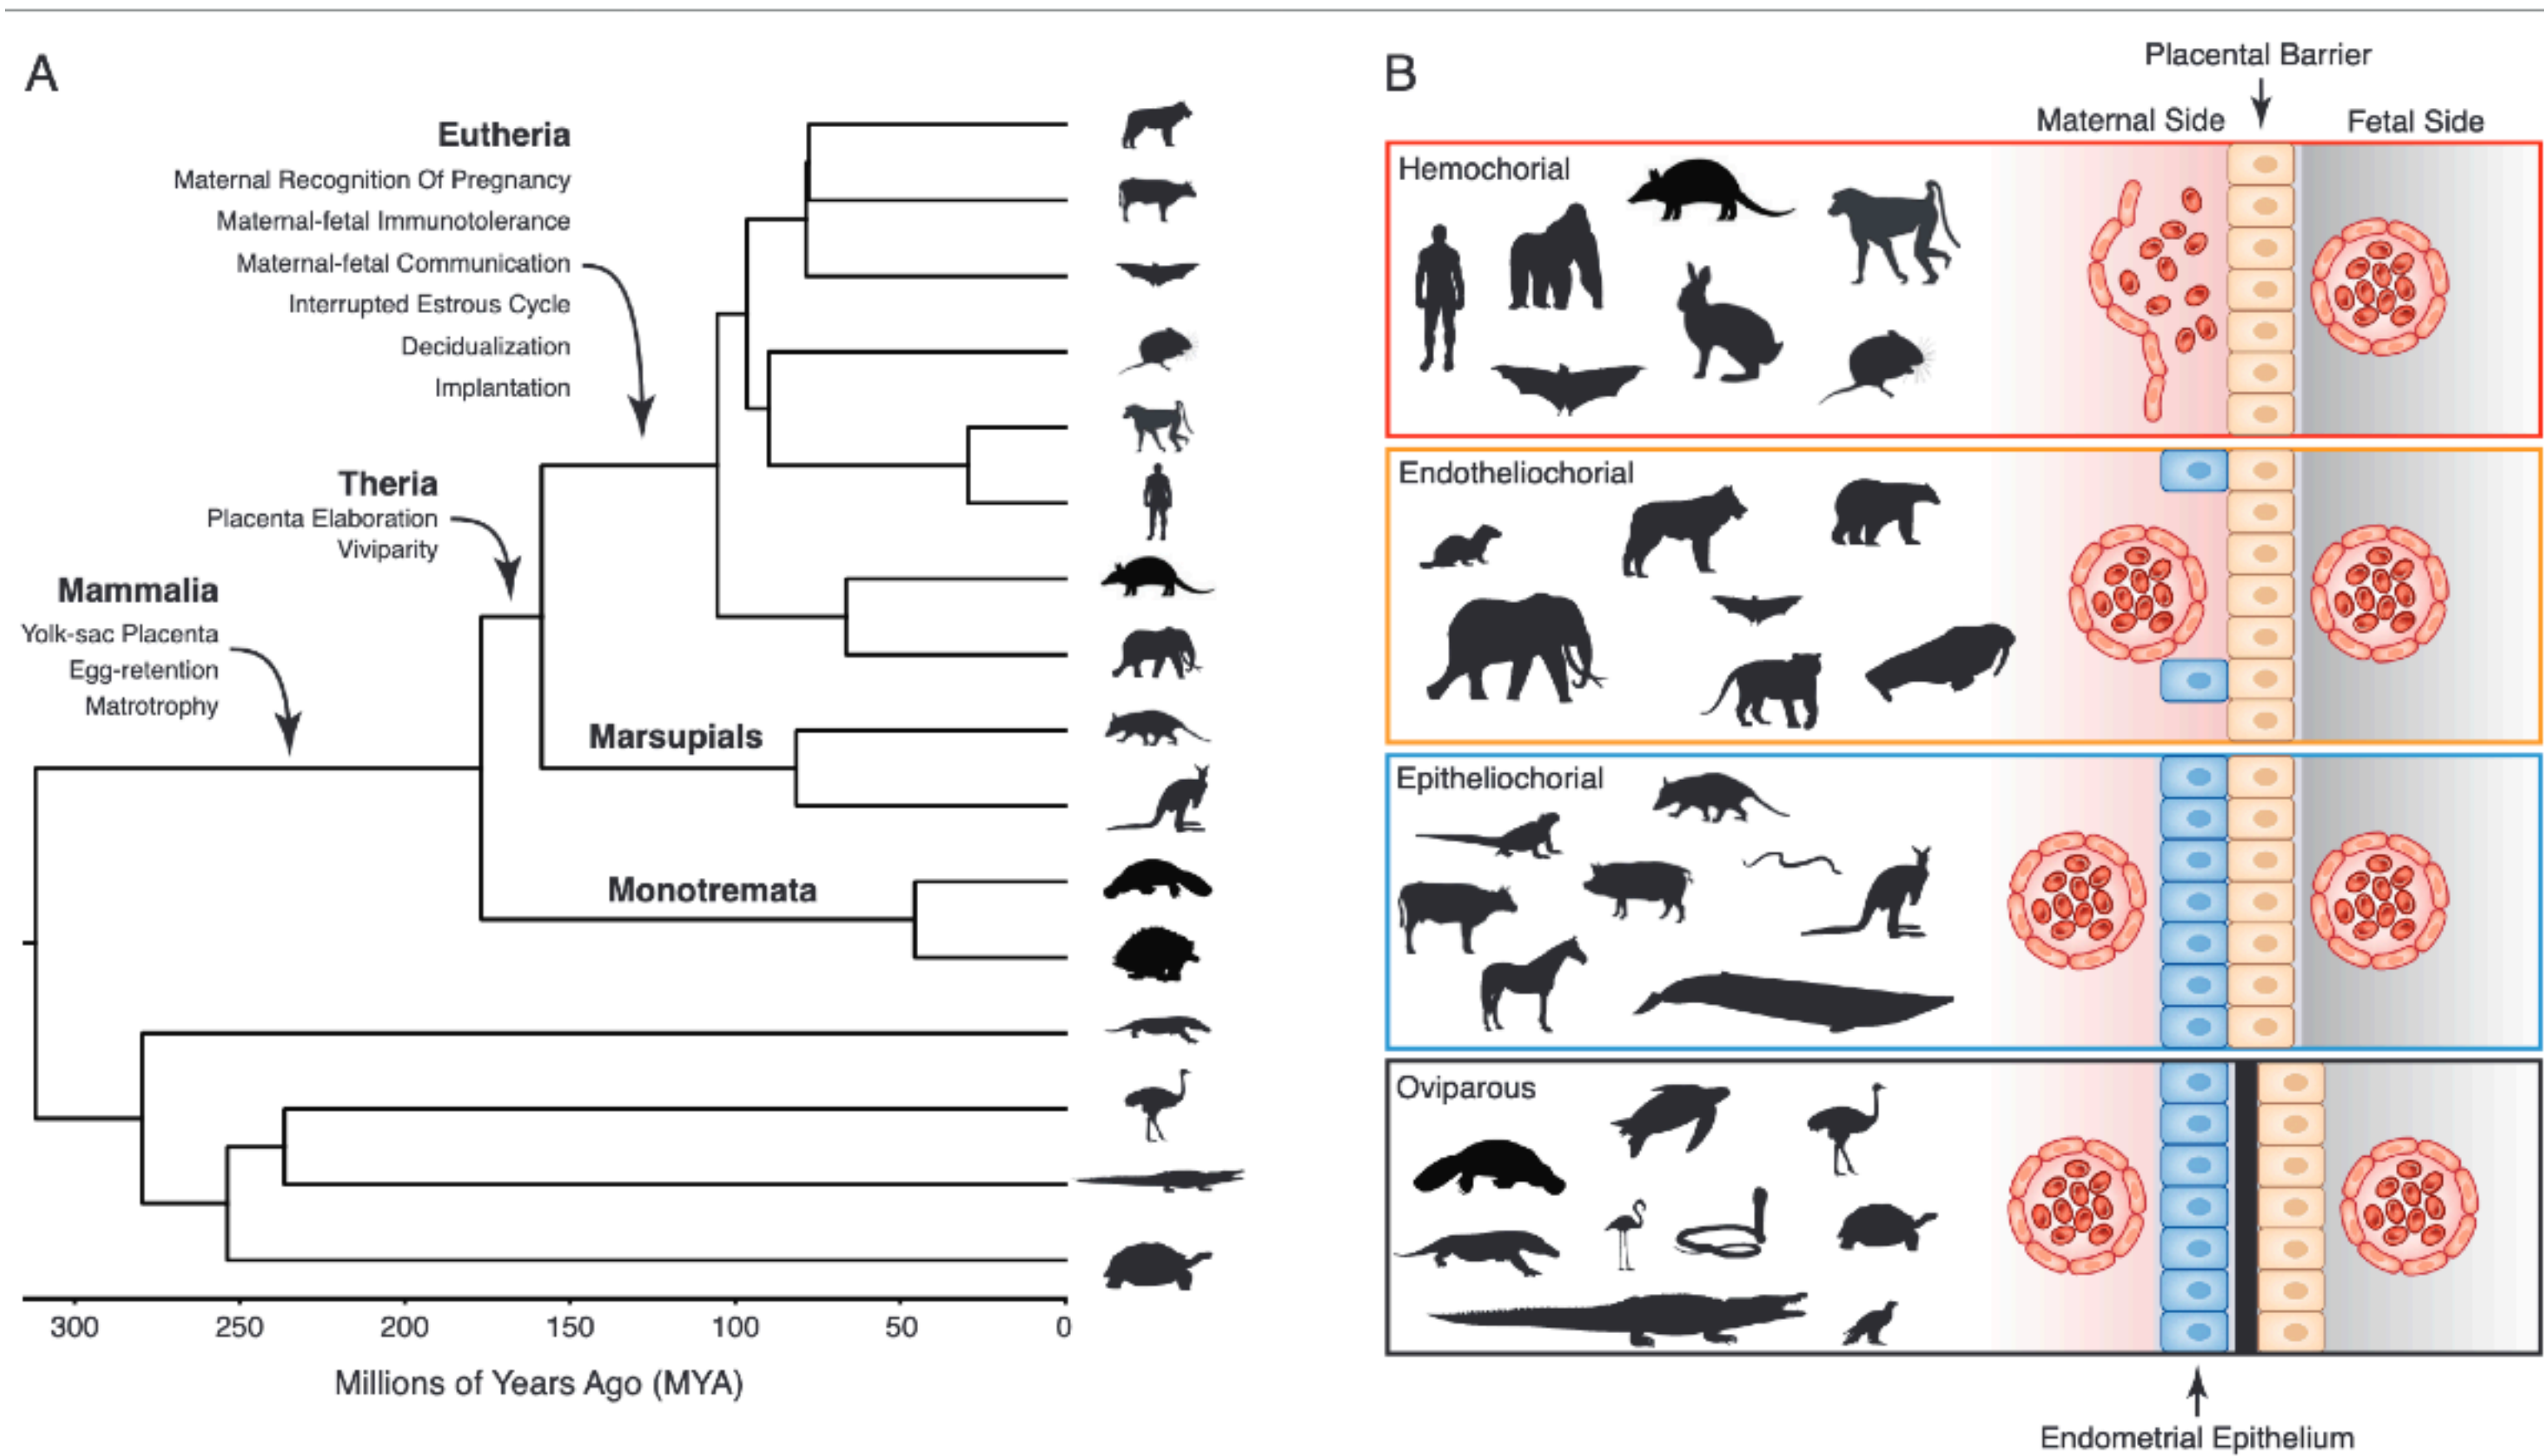 A
Eutheria
Maternal Recognition Of Pregnancy
Maternal-fetal Immunotolerance
Maternal-fetal Communication
Interrupted Estrous Cycle
Decidualization
Implantation
Theria
Placenta Elaboration
Viviparity
Mammalia
Yolk-sac Placenta
Egg-retention
Matrotrophy
Marsupials
Monotremata
300 250 200 150 100 50 0
Millions of Years Ago (MYA)
B
Placental Barrier
Maternal Side
Fetal Side
Hemochorial
Endotheliochorial
Epitheliochorial
Oviparous
Endometrial Epithelium